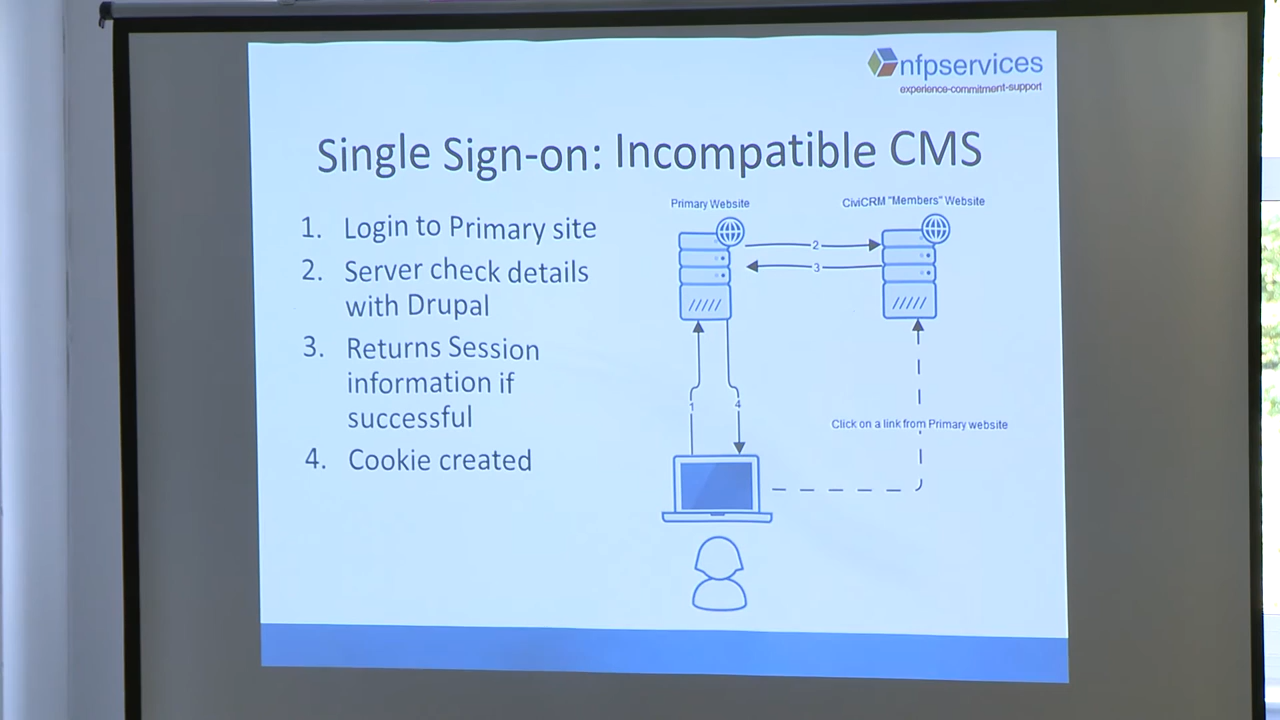 nfpservices
experience-commitment-support
Single Sign-on: Incompatible CMS
1. Login to Primary site
2. Server check details
with Drupal
3. Returns Session
information if
successful
4. Cookie created
Primary Website
CiviCRM "Members" Website
2
3
1
4
Click on a link from Primary website